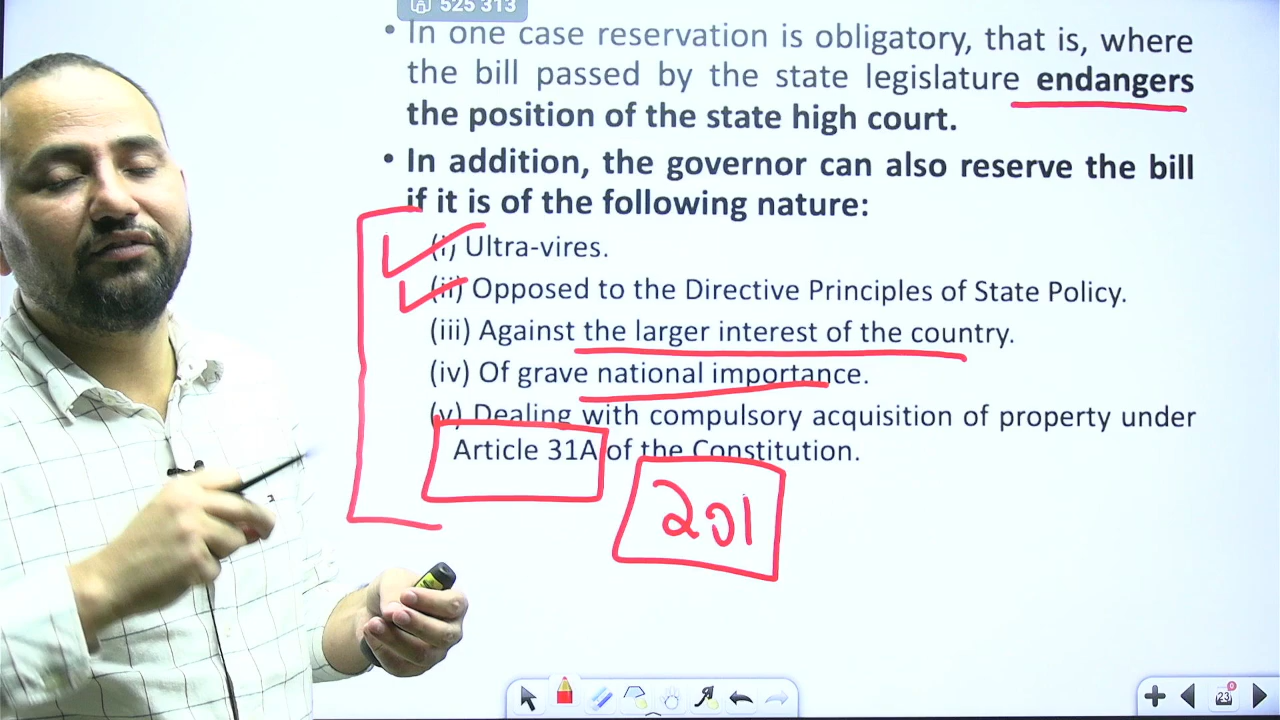 525 313
• In one case reservation is obligatory, that is, where
the bill passed by the state legislature endangers
the position of the state high court.
• In addition, the governor can also reserve the bill
if it is of the following nature:
(i) Ultra-vires.
(ii) Opposed to the Directive Principles of State Policy.
(iii) Against the larger interest of the country.
(iv) Of grave national importance.
(v) Dealing with compulsory acquisition of property under
Article 31A of the Constitution.
201
23